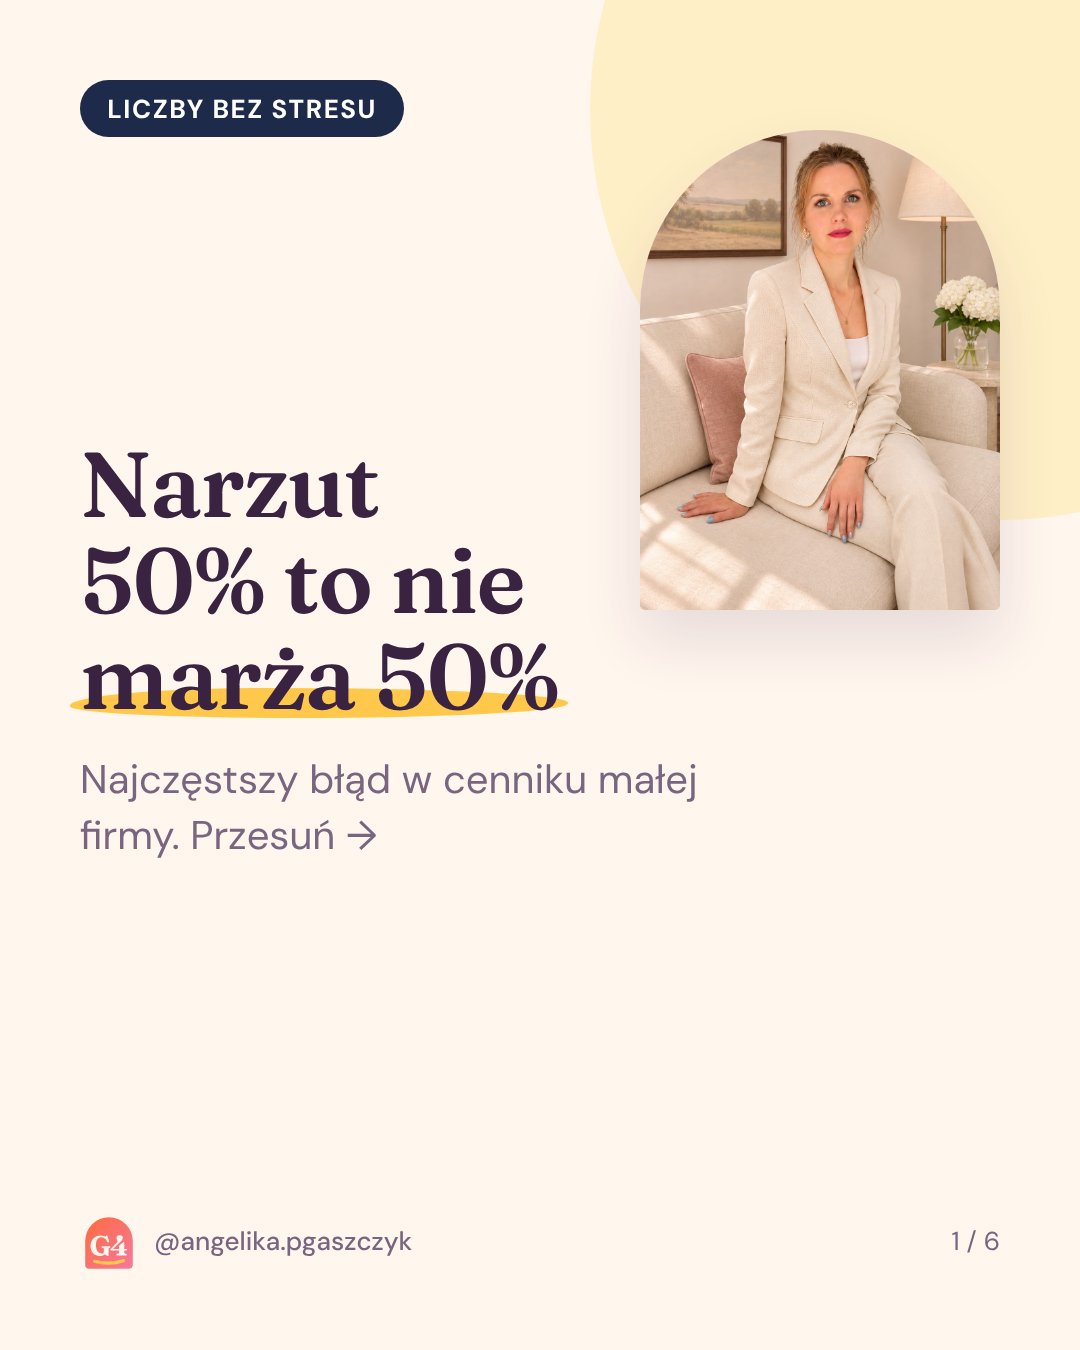 LICZBY BEZ STRESU
Narzut
50% to nie
marża 50%
Najczęstszy błąd w cenniku małej
firmy. Przesuń →
G4
@angelika.pgaszczyk
1 / 6